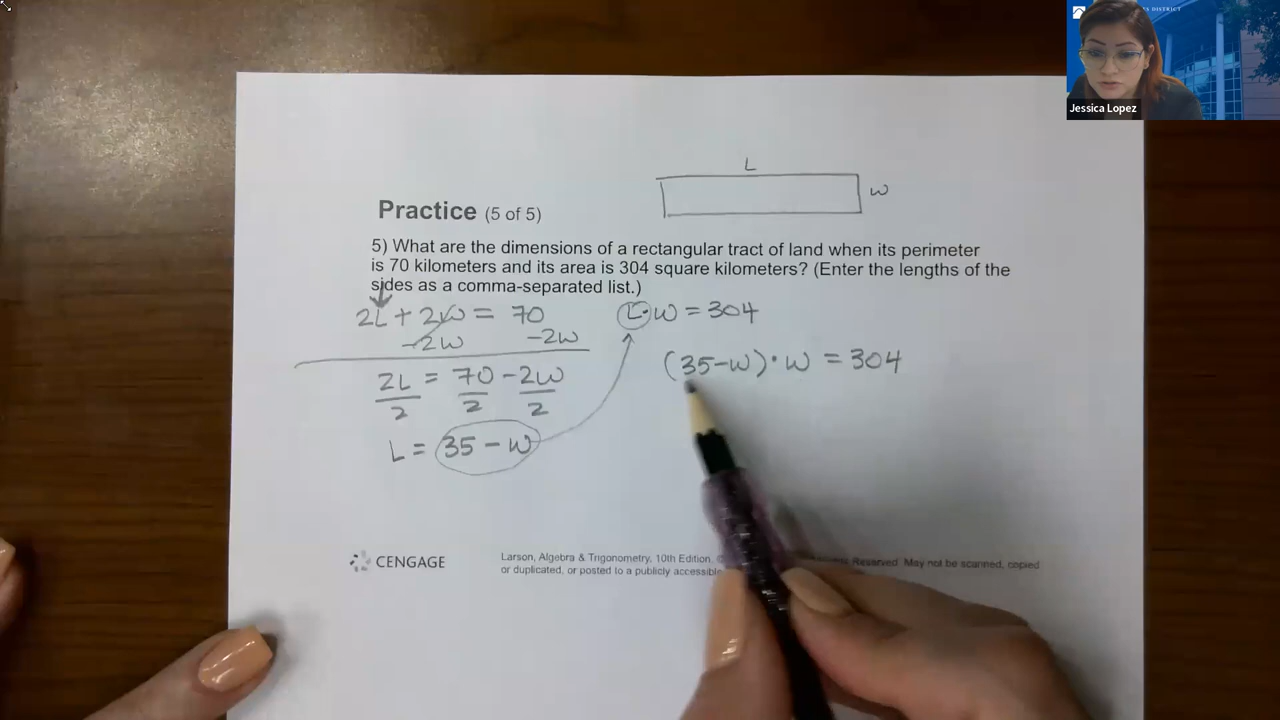 S DISTRICT
Jessica Lopez
L
w
Practice (5 of 5)
5) What are the dimensions of a rectangular tract of land when its perimeter
is 70 kilometers and its area is 304 square kilometers? (Enter the lengths of the
sides as a comma-separated list.)
2L + 2w = 70
-2w -2w
2L = 70 - 2w
2 2 2
L = 35 - w
L · w = 304
(35-w) · w = 304
CENGAGE
Larson, Algebra & Trigonometry, 10th Edition, Reserved. May not be scanned, copied
or duplicated, or posted to a publicly